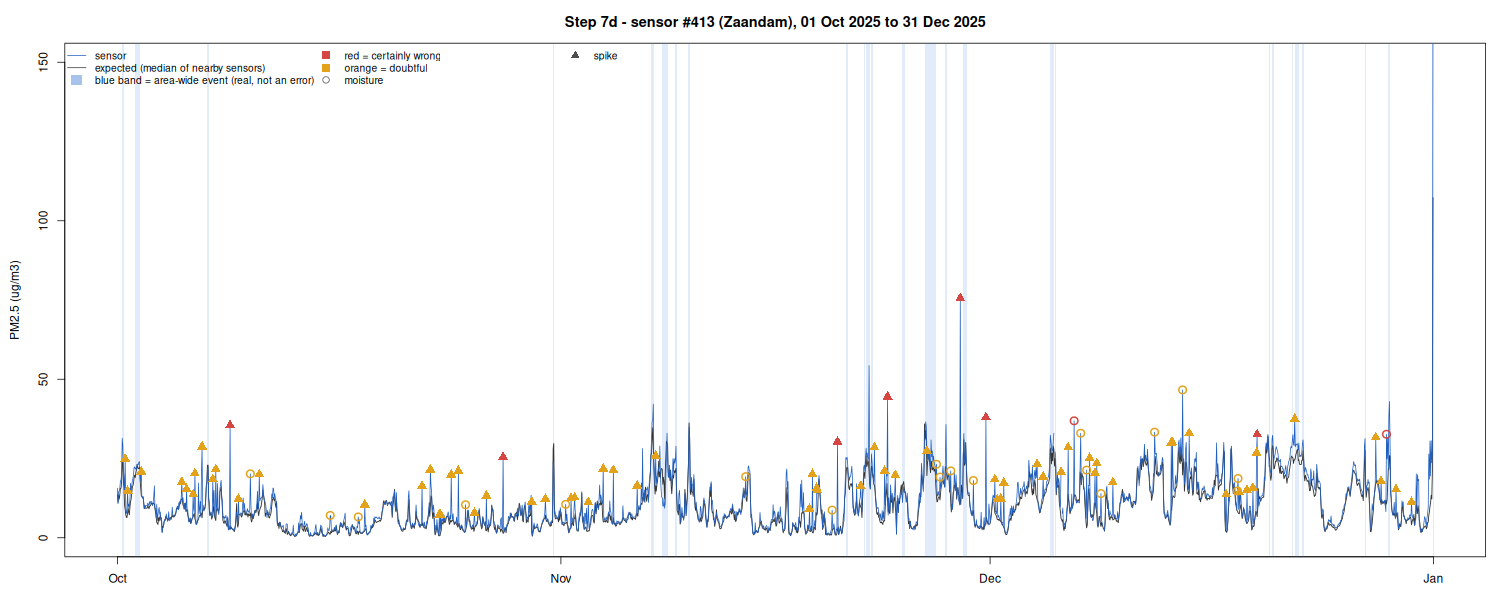 Step 7d - sensor #413 (Zaandam), 01 Oct 2025 to 31 Dec 2025
sensor
expected (median of nearby sensors)
blue band = area-wide event (real, not an error)
red = certainly wrong
orange = doubtful
moisture
spike
PM2.5 (ug/m3)
150
100
50
0
Oct
Nov
Dec
Jan